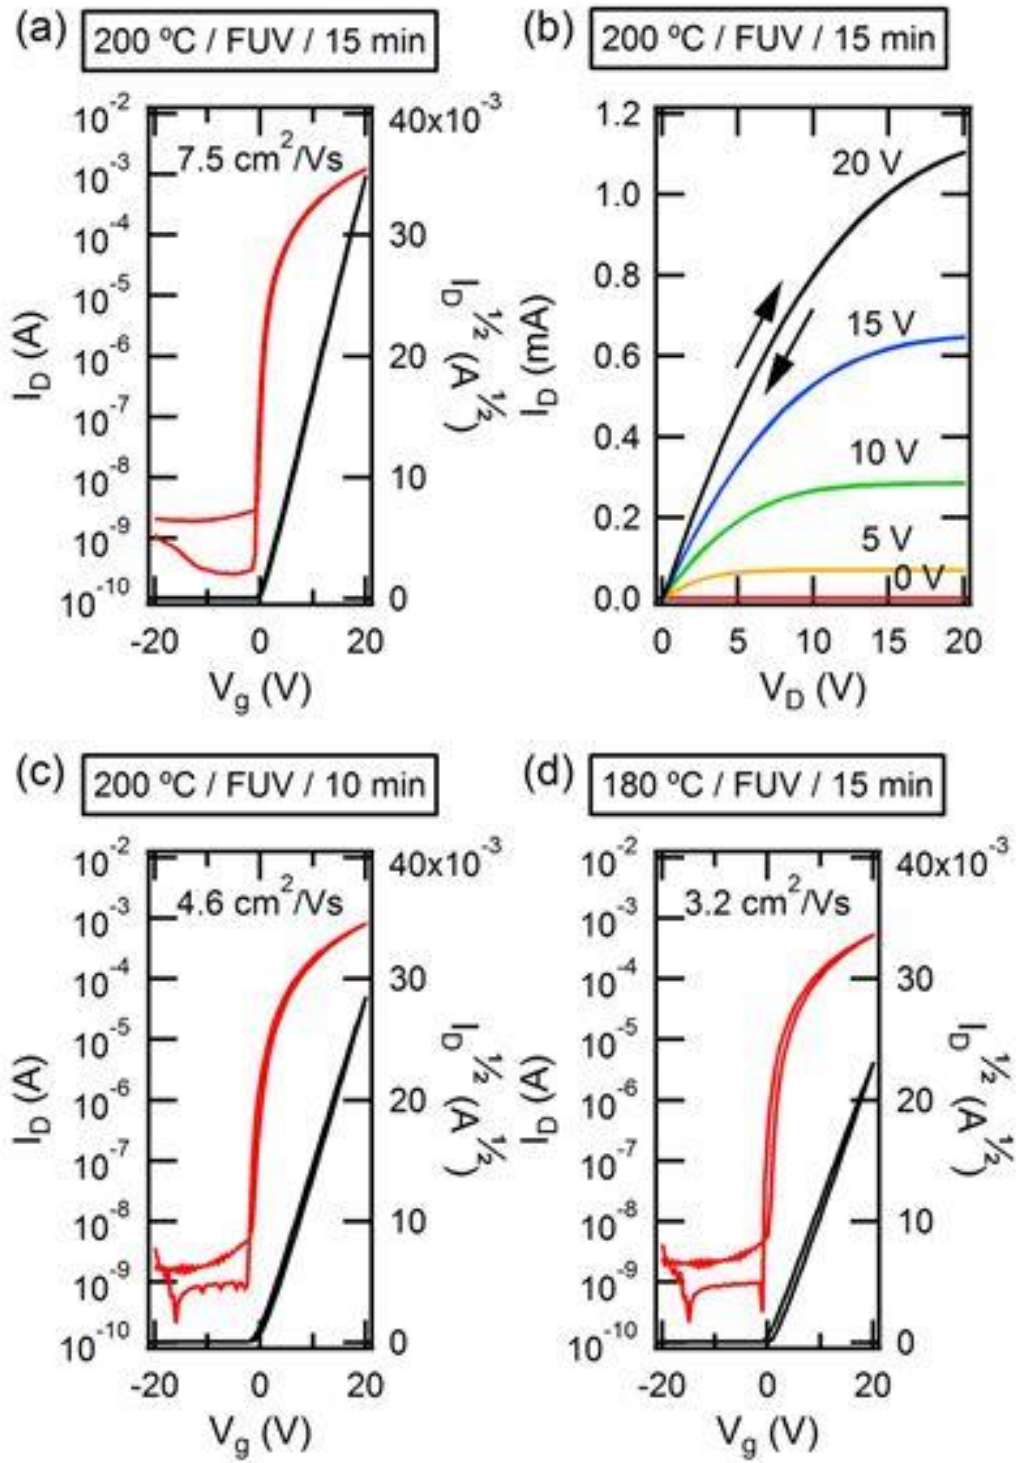 (a) 200 ºC / FUV / 15 min
7.5 cm²/Vs
10⁻²
10⁻³
10⁻⁴
10⁻⁵
10⁻⁶
10⁻⁷
10⁻⁸
10⁻⁹
10⁻¹⁰
I_D (A)
40x10⁻³
30
20
10
0
I_D^½ (A^½)
-20 0 20
V_g (V)
(b) 200 ºC / FUV / 15 min
1.2
1.0
0.8
0.6
0.4
0.2
0.0
I_D (mA)
20 V
15 V
10 V
5 V
0 V
0 5 10 15 20
V_D (V)
(c) 200 ºC / FUV / 10 min
4.6 cm²/Vs
10⁻²
10⁻³
10⁻⁴
10⁻⁵
10⁻⁶
10⁻⁷
10⁻⁸
10⁻⁹
10⁻¹⁰
I_D (A)
40x10⁻³
30
20
10
0
I_D^½ (A^½)
-20 0 20
V_g (V)
(d) 180 ºC / FUV / 15 min
3.2 cm²/Vs
10⁻²
10⁻³
10⁻⁴
10⁻⁵
10⁻⁶
10⁻⁷
10⁻⁸
10⁻⁹
10⁻¹⁰
I_D (A)
40x10⁻³
30
20
10
0
I_D^½ (A^½)
-20 0 20
V_g (V)